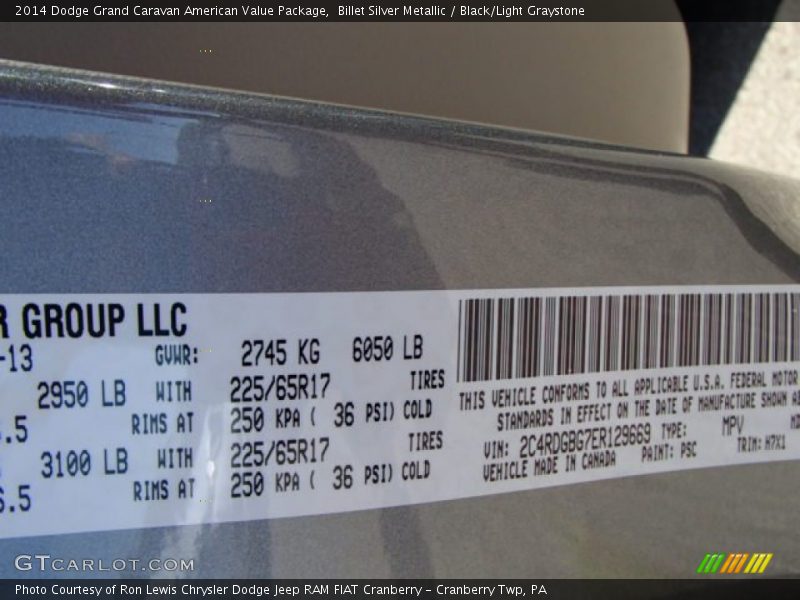 2014 Dodge Grand Caravan American Value Package,  Billet Silver Metallic / Black/Light Graystone
R GROUP LLC
-13 GVWR: 2745 KG 6050 LB
2950 LB WITH 225/65R17 TIRES
.5 RIMS AT 250 KPA ( 36 PSI) COLD
3100 LB WITH 225/65R17 TIRES
6.5 RIMS AT 250 KPA ( 36 PSI) COLD
THIS VEHICLE CONFORMS TO ALL APPLICABLE U.S.A. FEDERAL MOTOR
STANDARDS IN EFFECT ON THE DATE OF MANUFACTURE SHOWN
VIN: 2C4RDGBG7ER129669 TYPE: MPV
VEHICLE MADE IN CANADA PAINT: PSC TRIM: H7X1
GTCARLOT.COM
Photo Courtesy of Ron Lewis Chrysler Dodge Jeep RAM FIAT Cranberry – Cranberry Twp, PA